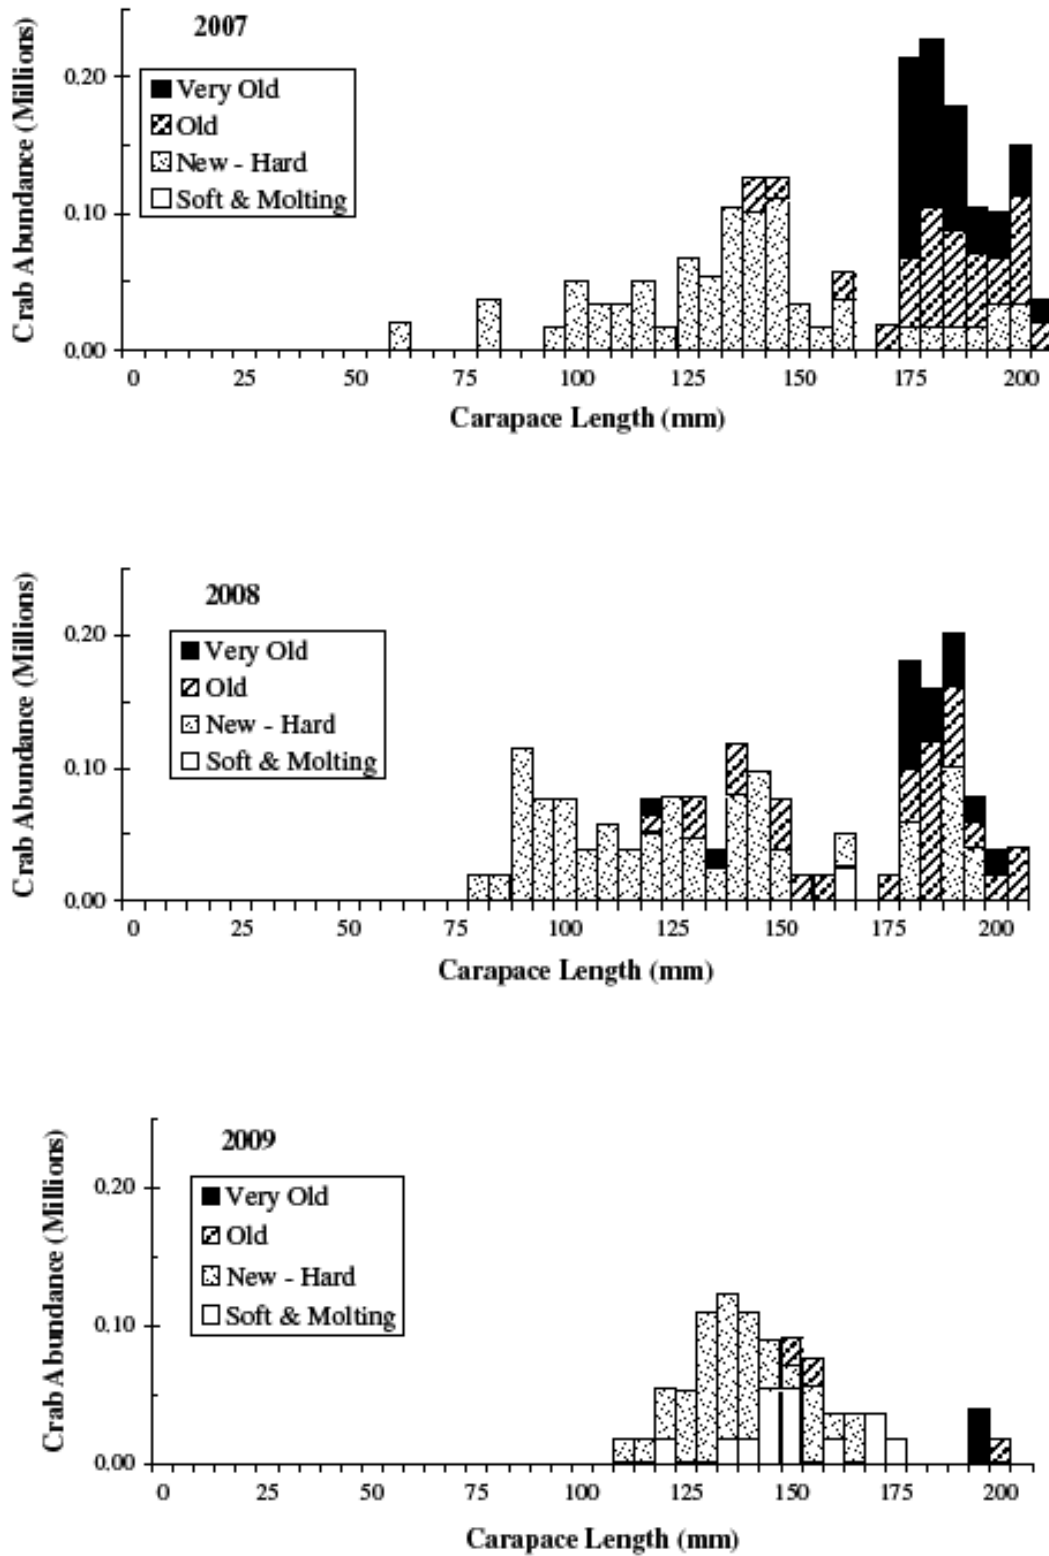 2007
Crab Abundance (Millions)
0.20
0.10
0.00
Very Old
Old
New - Hard
Soft & Molting
0 25 50 75 100 125 150 175 200
Carapace Length (mm)
2008
Crab Abundance (Millions)
0.20
0.10
0.00
Very Old
Old
New - Hard
Soft & Molting
0 25 50 75 100 125 150 175 200
Carapace Length (mm)
2009
Crab Abundance (Millions)
0.20
0.10
0.00
Very Old
Old
New - Hard
Soft & Molting
0 25 50 75 100 125 150 175 200
Carapace Length (mm)